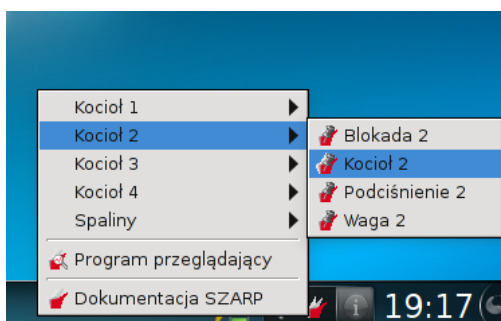 Kocioł 1
Kocioł 2
Kocioł 3
Kocioł 4
Spaliny
Program przeglądający
Dokumentacja SZARP
Blokada 2
Kocioł 2
Podciśnienie 2
Waga 2
19:17